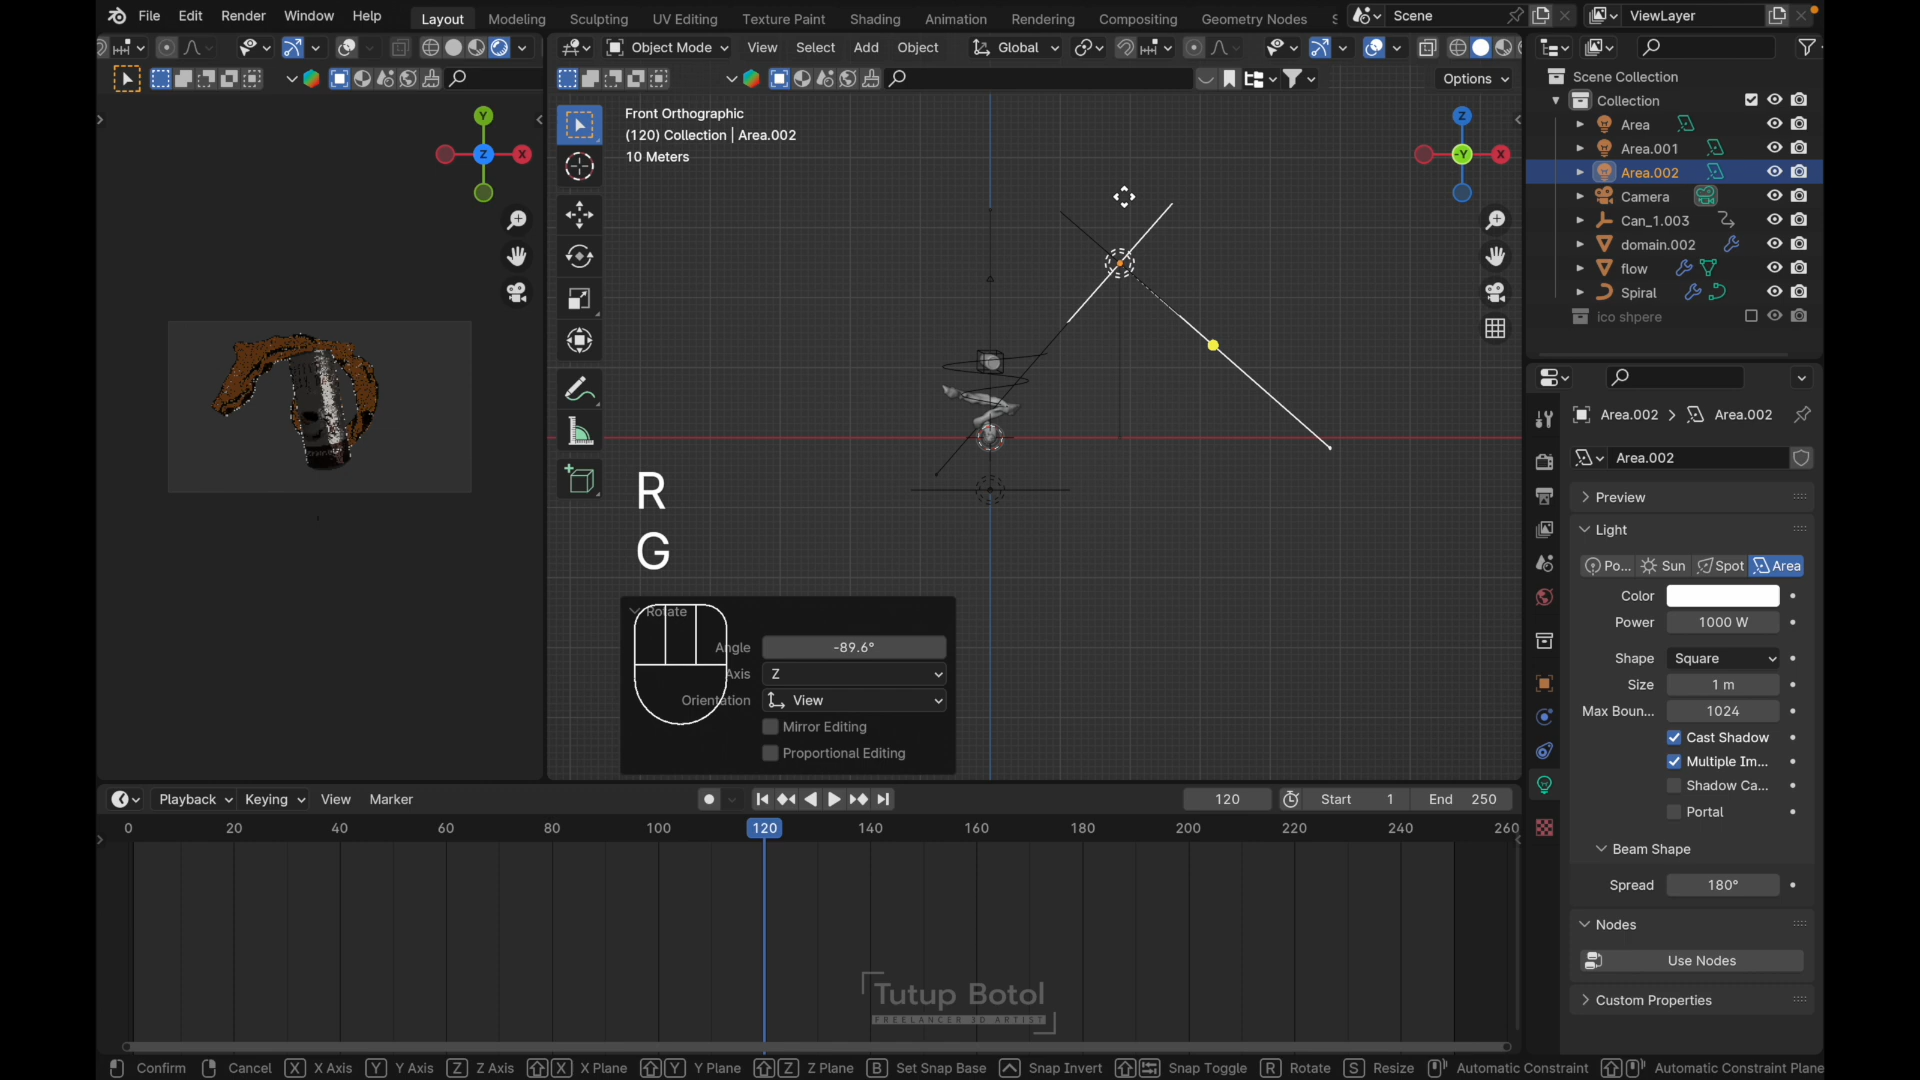 File Edit Render Window Help Layout Modeling Sculpting UV Editing Texture Paint Shading Animation Rendering Compositing Geometry Nodes Scene ViewLayer
Object Mode View Select Add Object Global
Options
Front Orthographic
(120) Collection | Area.002
10 Meters
Y
X
Z
Z
X
-Y
R
G
Rotate
Angle -89.6°
Axis Z
Orientation View
Mirror Editing
Proportional Editing
Scene Collection
Collection
Area
Area.001
Area.002
Camera
Can_1.003
domain.002
flow
Spiral
ico shpere
Area.002 > Area.002
Area.002
Preview
Light
Po... Sun Spot Area
Color
Power 1000 W
Shape Square
Size 1 m
Max Boun... 1024
Cast Shadow
Multiple Im...
Shadow Ca...
Portal
Beam Shape
Spread 180°
Nodes
Use Nodes
Custom Properties
Playback Keying View Marker 120 Start 1 End 250
0 20 40 60 80 100 120 140 160 180 200 220 240 260
Tutup Botol
FREELANCER 3D ARTIST
Confirm Cancel X X Axis Y Y Axis Z Z Axis X X Plane Y Y Plane Z Z Plane B Set Snap Base Snap Invert Snap Toggle R Rotate S Resize Automatic Constraint Automatic Constraint Plane